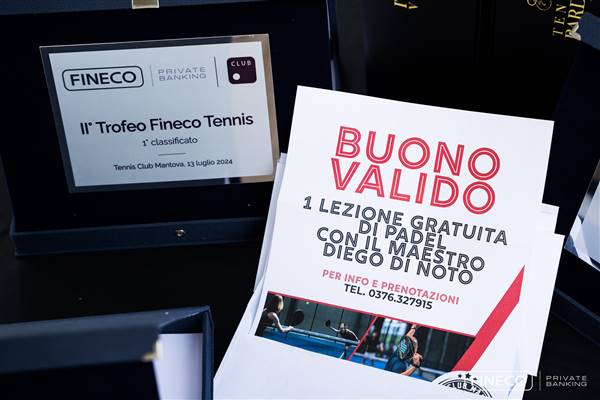 FINECO PRIVATE BANKING CLUB
II° Trofeo Fineco Tennis
1° classificato
Tennis Club Mantova, 13 luglio 2024
BUONO
VALIDO
1 LEZIONE GRATUITA
DI PADEL
CON IL MAESTRO
DIEGO DI NOTO
PER INFO E PRENOTAZIONI
TEL. 0376.327915
FINECO PRIVATE BANKING